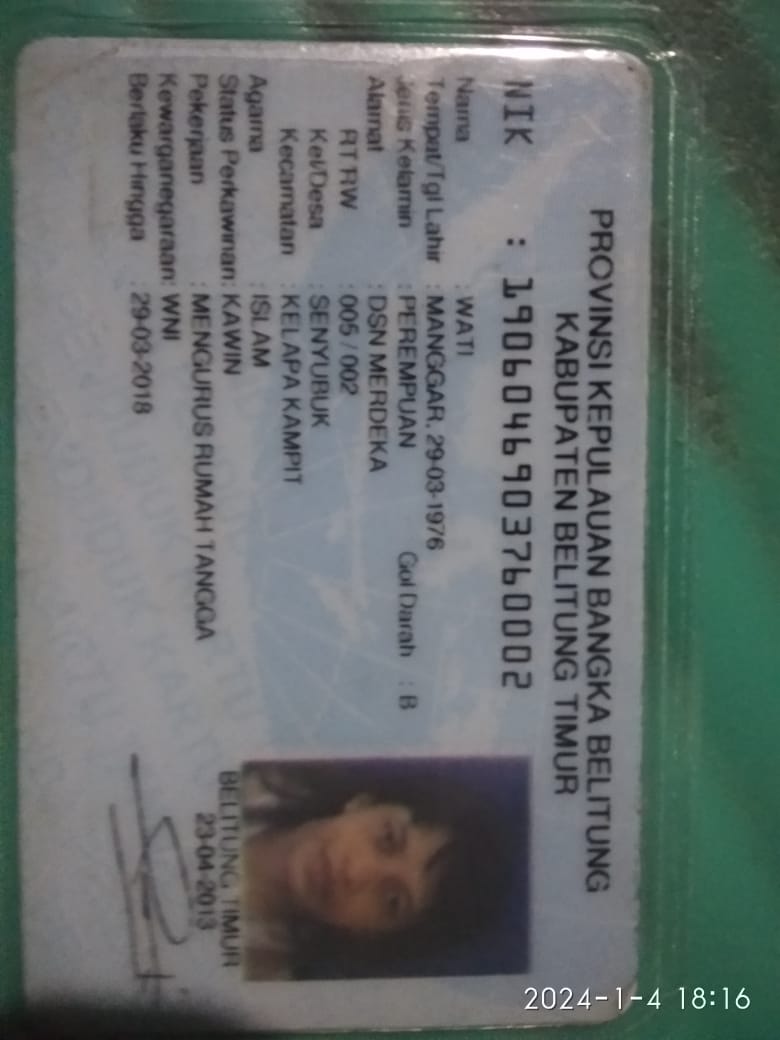 PROVINSI KEPULAUAN BANGKA BELITUNG
KABUPATEN BELITUNG TIMUR
NIK : 1906046903760002
Nama : WATI
Tempat/Tgl Lahir : MANGGAR, 29-03-1976
Jenis Kelamin : PEREMPUAN Gol Darah : B
Alamat : DSN MERDEKA
RT/RW : 005 / 002
Kel/Desa : SENYUBUK
Kecamatan : KELAPA KAMPIT
Agama : ISLAM
Status Perkawinan: KAWIN
Pekerjaan : MENGURUS RUMAH TANGGA
Kewarganegaraan: WNI
Berlaku Hingga : 29-03-2018
BELITUNG TIMUR
23-04-2013
2024-1-4 18:16